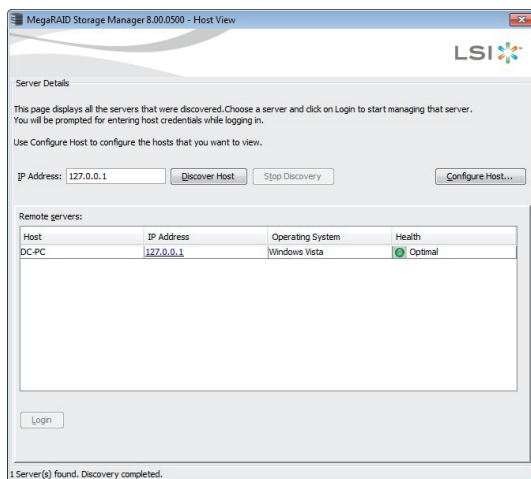 MegaRAID Storage Manager 8.00.0500 - Host View
LSI
Server Details
This page displays all the servers that were discovered.Choose a server and click on Login to start managing that server.
You will be prompted for entering host credentials while logging in.
Use Configure Host to configure the hosts that you want to view.
IP Address: 127.0.0.1 Discover Host Stop Discovery Configure Host...
Remote servers:
Host IP Address Operating System Health
DC-PC 127.0.0.1 Windows Vista Optimal
Login
1 Server(s) found. Discovery completed.